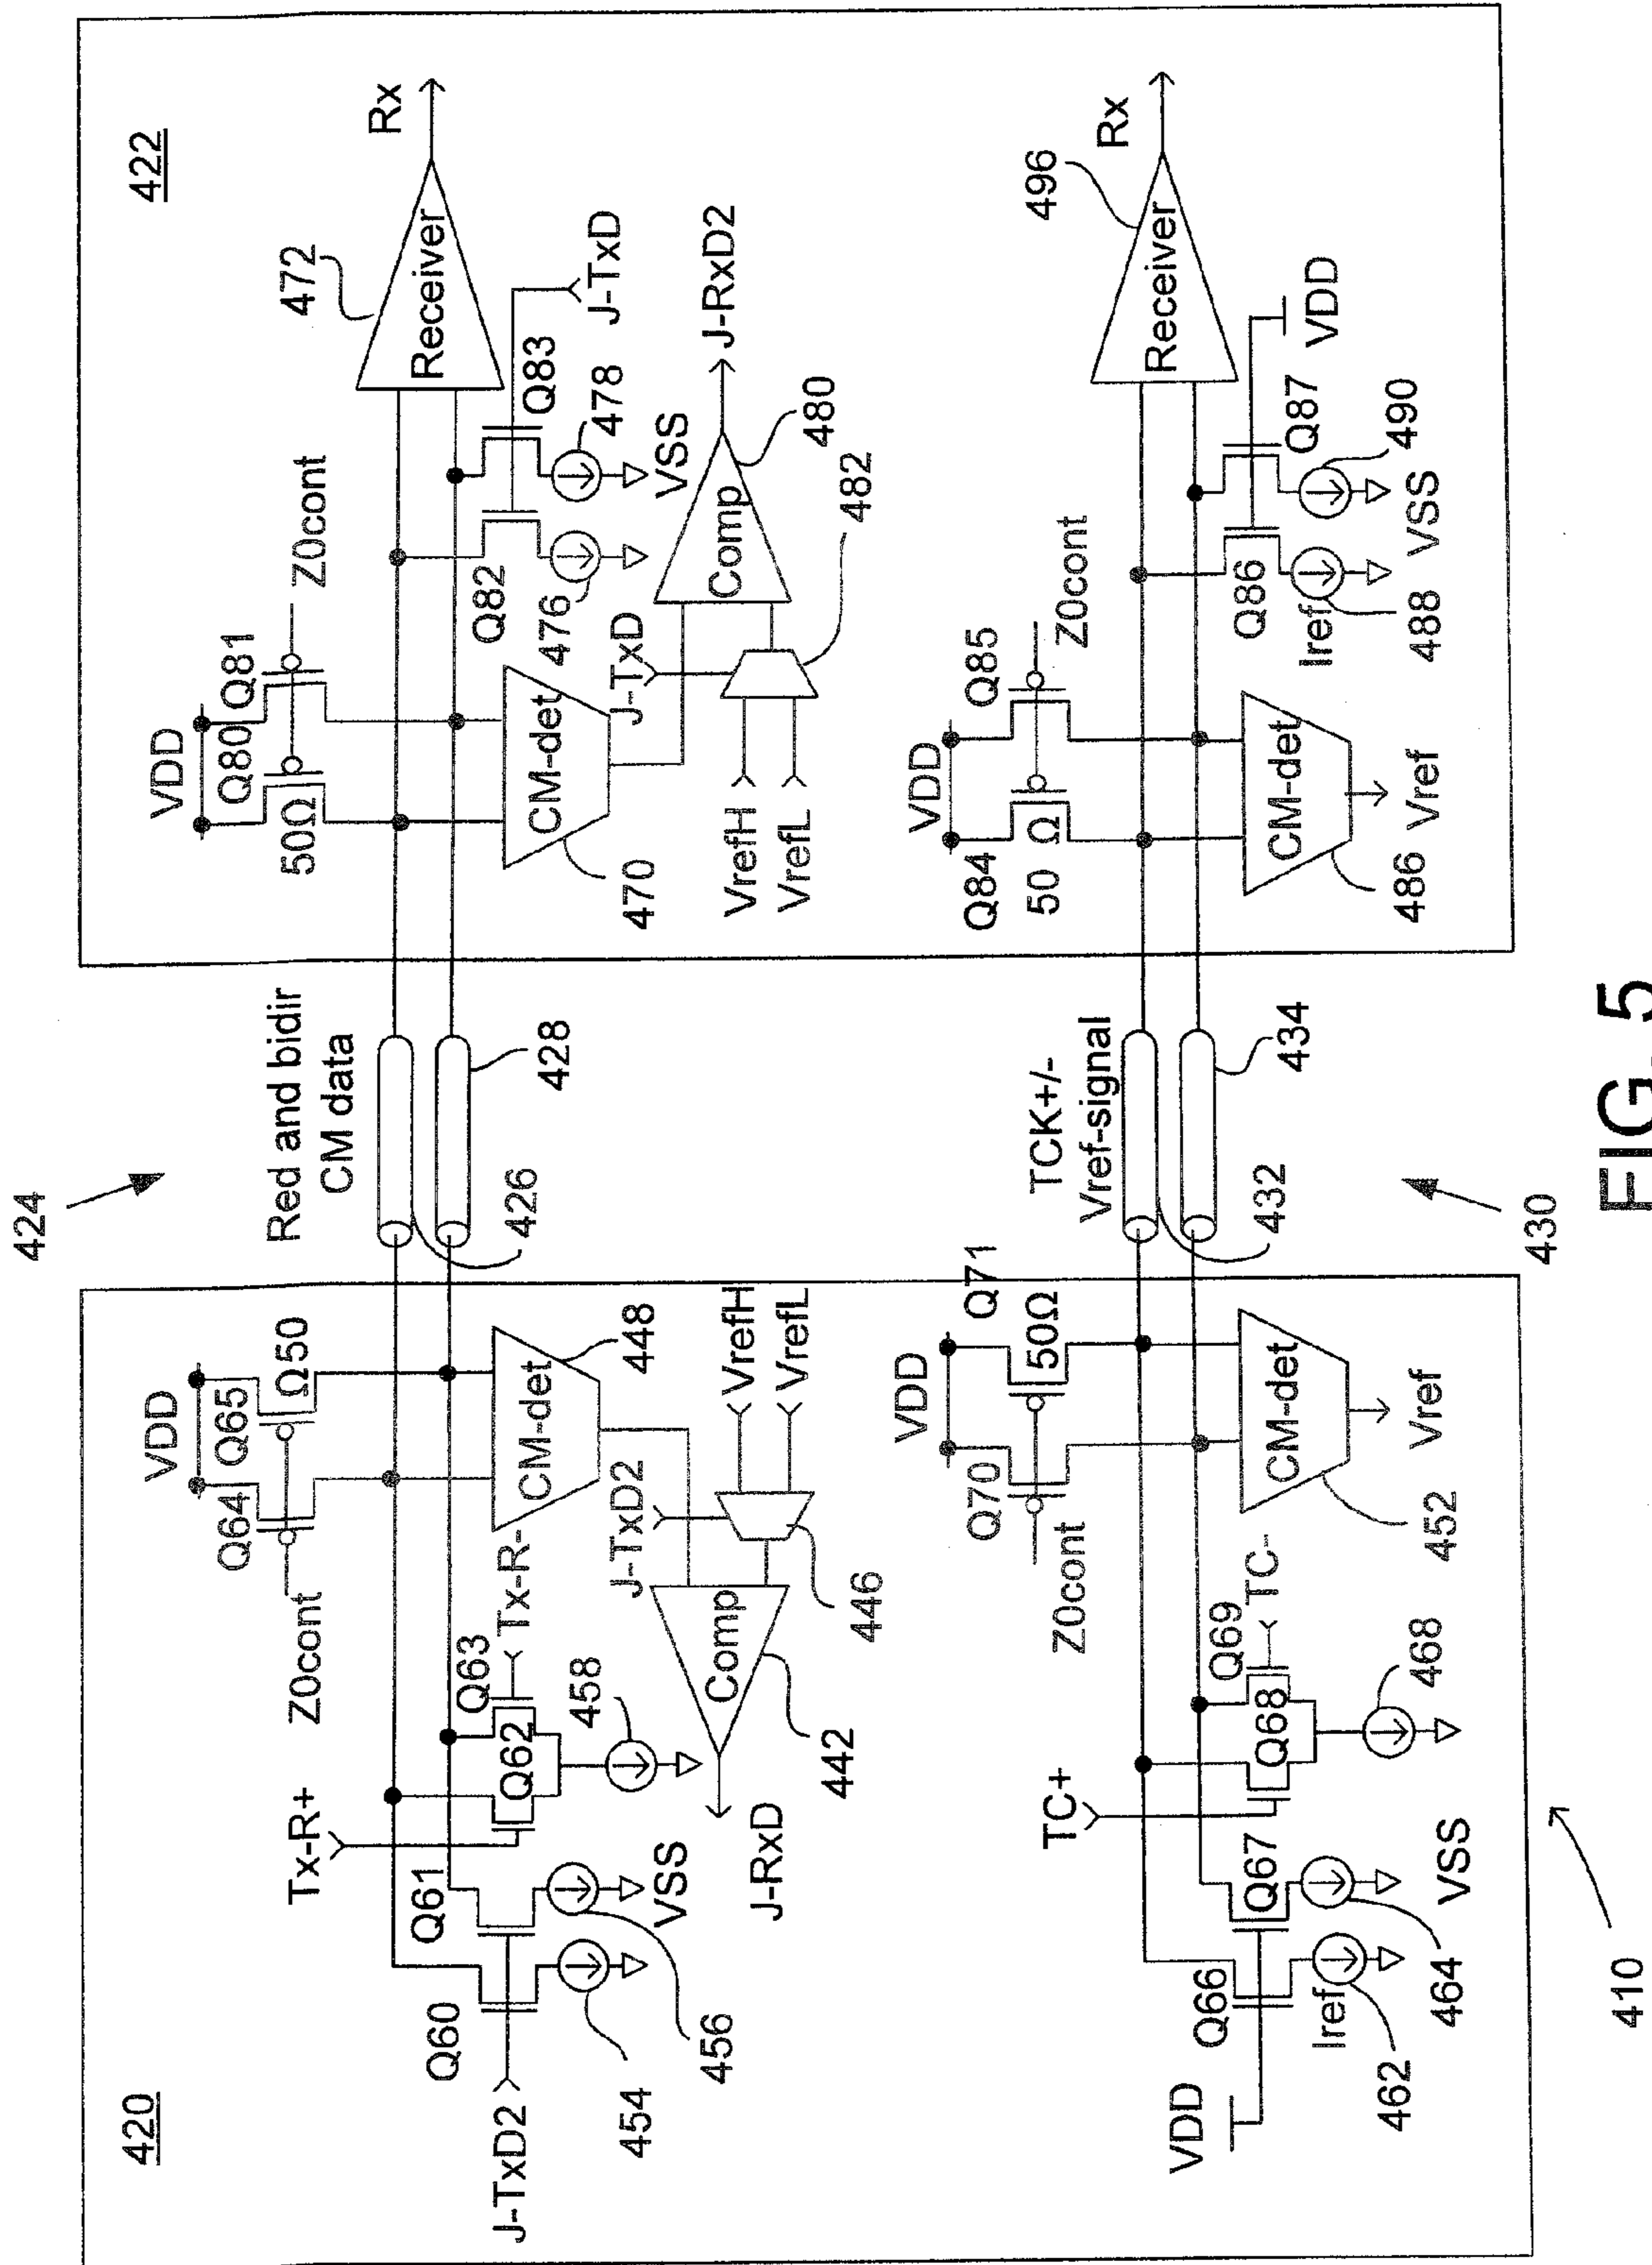 424
Red and bidir
CM data
426
428
420
VDD
Q64
Q65
Ω50
Z0cont
Tx-R+
Q63
Tx-R-
Q62
458
Q61
Q60
J-TxD2
454
456
VSS
CM-det
448
J-TxD2
VrefH
VrefL
446
Comp
442
J-RxD
422
VDD
Q80
Q81
50Ω
Z0cont
472
Receiver
Rx
Q82
Q83
476
478
VSS
J-TxD
CM-det
470
J-TxD
VrefH
VrefL
482
Comp
480
J-RxD2
TCK+/-
Vref-signal
432
434
430
VDD
Q70
Q71
50Ω
Z0cont
TC+
Q69
TC-
Q68
468
Q67
Q66
VDD
Iref
462
464
VSS
CM-det
452
Vref
410
VDD
Q84
Q85
50 Ω
Z0cont
496
Receiver
Rx
Q86
Q87
VDD
Iref
488
490
VSS
CM-det
486
Vref
FIG. 5